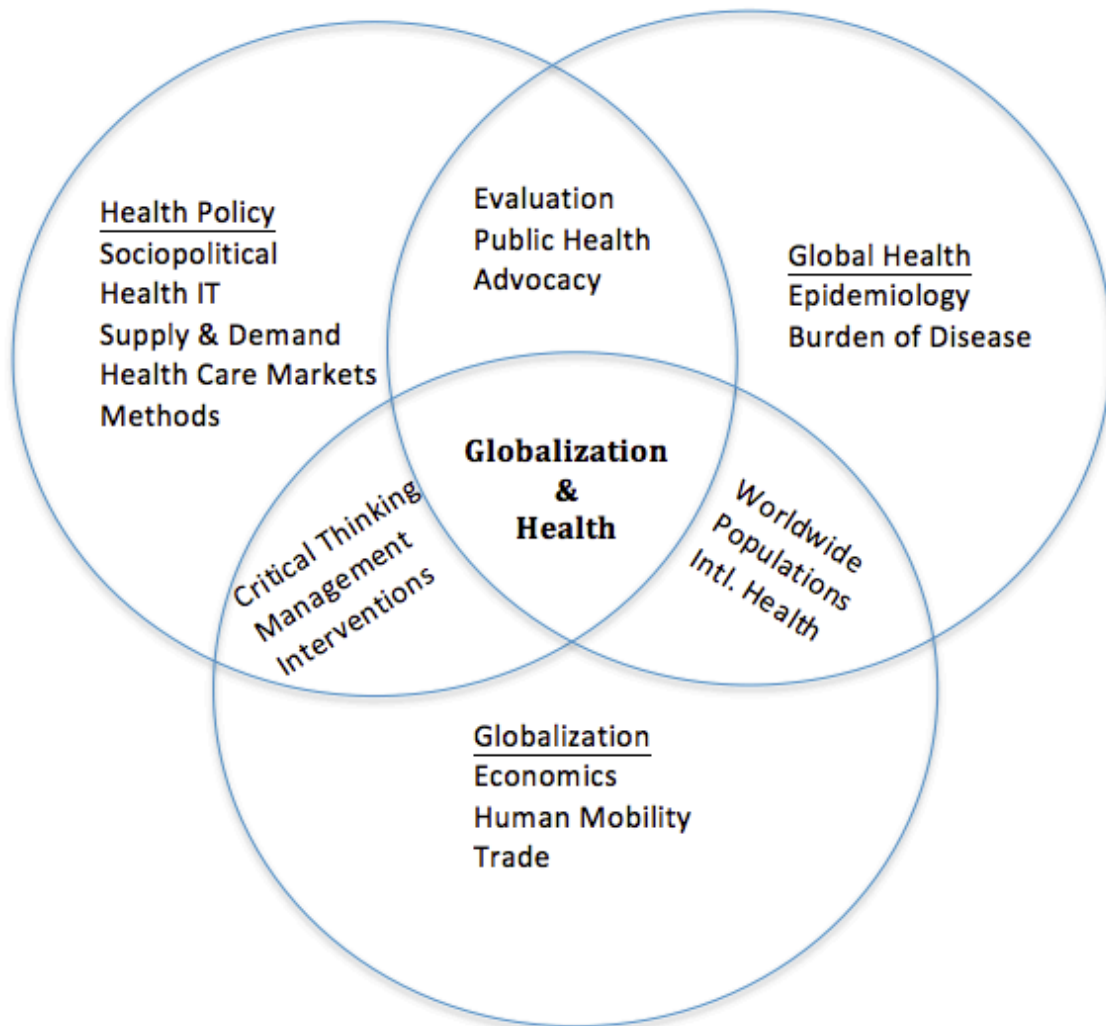 Health Policy
Sociopolitical
Health IT
Supply & Demand
Health Care Markets
Methods
Evaluation
Public Health
Advocacy
Global Health
Epidemiology
Burden of Disease
Globalization
&
Health
Critical Thinking
Management
Interventions
Worldwide
Populations
Intl. Health
Globalization
Economics
Human Mobility
Trade